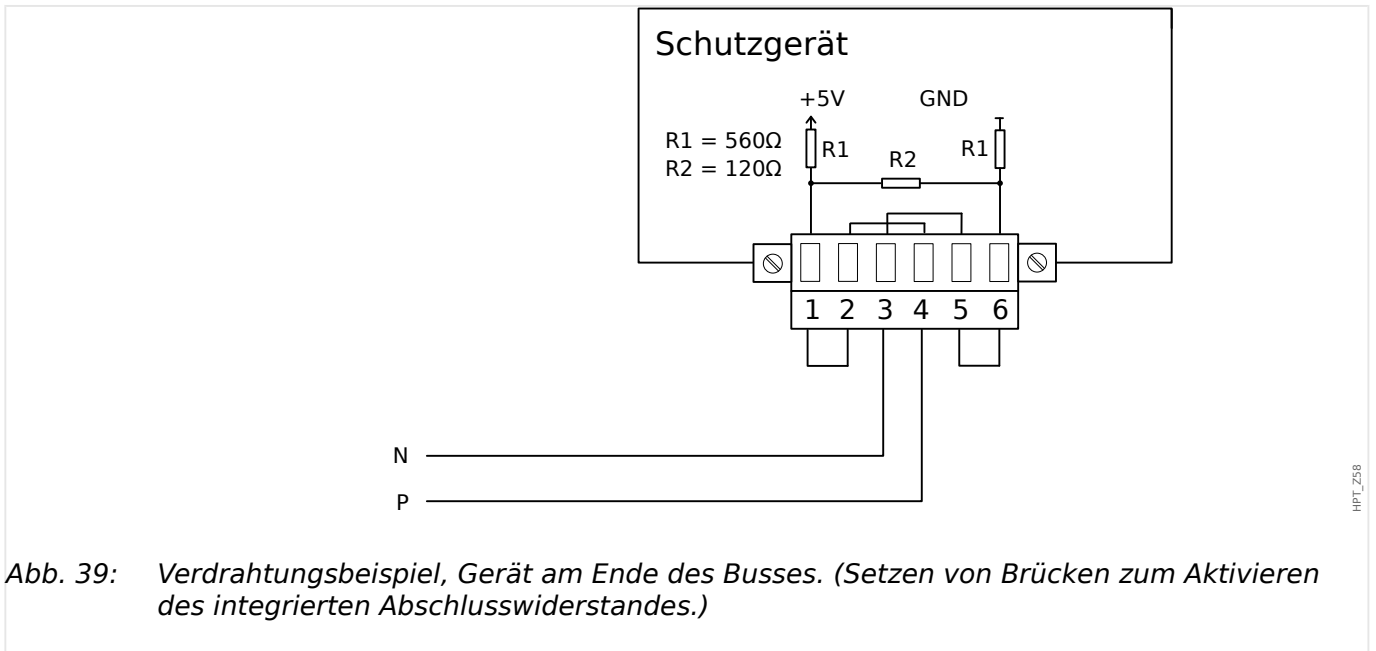 Schutzgerät
+5V GND
R1 = 560Ω
R2 = 120Ω
R1 R2 R1
1 2 3 4 5 6
N
P
HPT_Z58
Abb. 39: Verdrahtungsbeispiel, Gerät am Ende des Busses. (Setzen von Brücken zum Aktivieren
des integrierten Abschlusswiderstandes.)